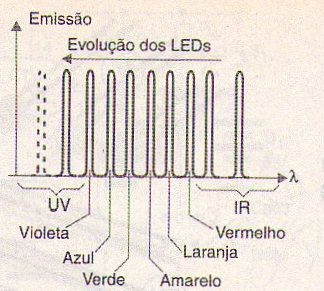 Emissão
Evolução dos LEDs
λ
UV
IR
Violeta
Vermelho
Azul
Laranja
Verde
Amarelo